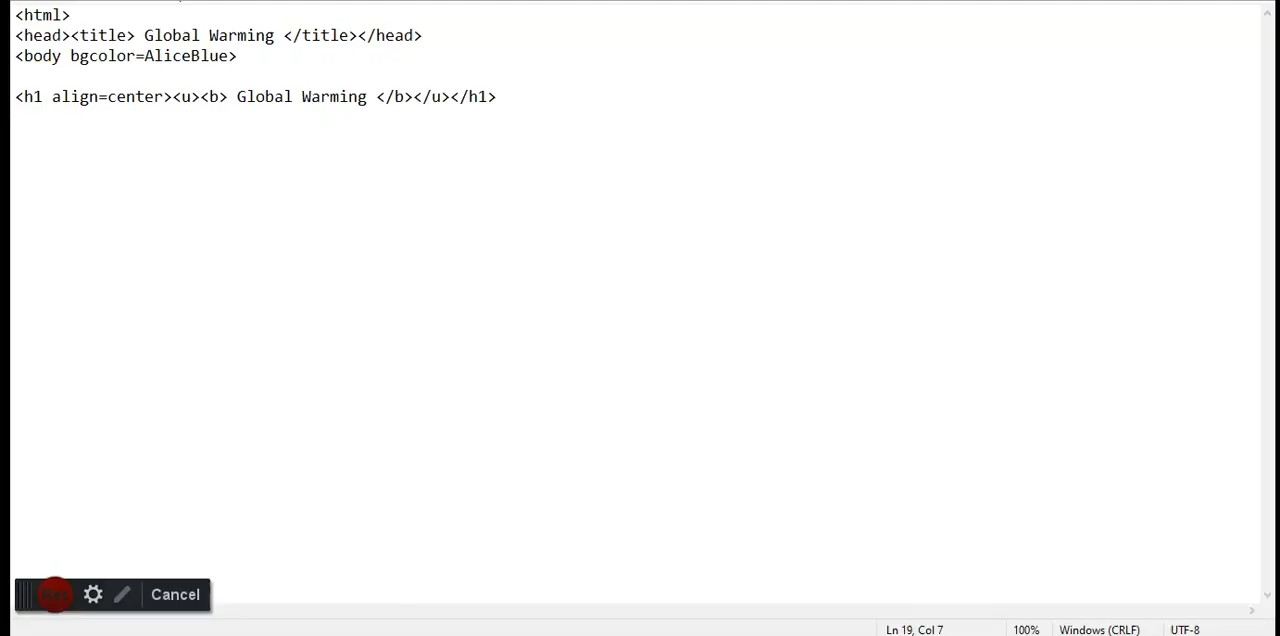 <html>
<head><title> Global Warming </title></head>
<body bgcolor=AliceBlue>
<h1 align=center><u><b> Global Warming </b></u></h1>
Rec Cancel
Ln 19, Col 7 100% Windows (CRLF) UTF-8